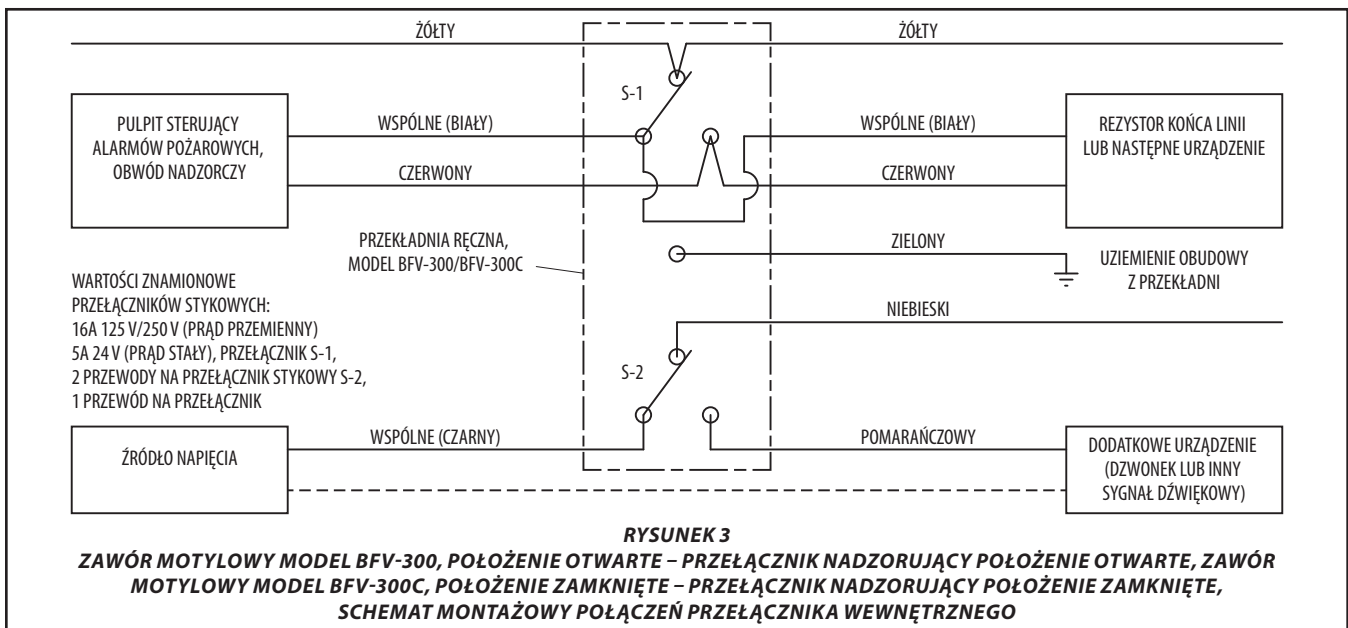 ŻÓŁTY
ŻÓŁTY
S-1
PULPIT STERUJĄCY
ALARMÓW POŻAROWYCH,
OBWÓD NADZORCZY
WSPÓLNE (BIAŁY)
WSPÓLNE (BIAŁY)
REZYSTOR KOŃCA LINII
LUB NASTĘPNE URZĄDZENIE
CZERWONY
CZERWONY
PRZEKŁADNIA RĘCZNA,
MODEL BFV-300/BFV-300C
ZIELONY
UZIEMIENIE OBUDOWY
Z PRZEKŁADNI
WARTOŚCI ZNAMIONOWE
PRZEŁĄCZNIKÓW STYKOWYCH:
16A 125 V/250 V (PRĄD PRZEMIENNY)
5A 24 V (PRĄD STAŁY), PRZEŁĄCZNIK S-1,
2 PRZEWODY NA PRZEŁĄCZNIK STYKOWY S-2,
1 PRZEWÓD NA PRZEŁĄCZNIK
NIEBIESKI
S-2
ŹRÓDŁO NAPIĘCIA
WSPÓLNE (CZARNY)
POMARAŃCZOWY
DODATKOWE URZĄDZENIE
(DZWONEK LUB INNY
SYGNAŁ DŹWIĘKOWY)
RYSUNEK 3
ZAWÓR MOTYLOWY MODEL BFV-300, POŁOŻENIE OTWARTE – PRZEŁĄCZNIK NADZORUJĄCY POŁOŻENIE OTWARTE, ZAWÓR
MOTYLOWY MODEL BFV-300C, POŁOŻENIE ZAMKNIĘTE – PRZEŁĄCZNIK NADZORUJĄCY POŁOŻENIE ZAMKNIĘTE,
SCHEMAT MONTAŻOWY POŁĄCZEŃ PRZEŁĄCZNIKA WEWNĘTRZNEGO